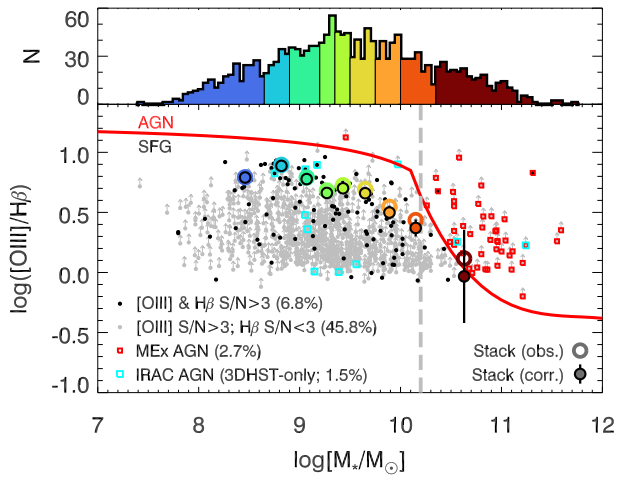 60
30
0
N
AGN
SFG
1.0
0.5
0.0
-0.5
-1.0
log([OIII]/Hβ)
[OIII] & Hβ S/N>3 (6.8%)
[OIII] S/N>3; Hβ S/N<3 (45.8%)
MEx AGN (2.7%)
IRAC AGN (3DHST-only; 1.5%)
Stack (obs.)
Stack (corr.)
7 8 9 10 11 12
log[M*/M☉]